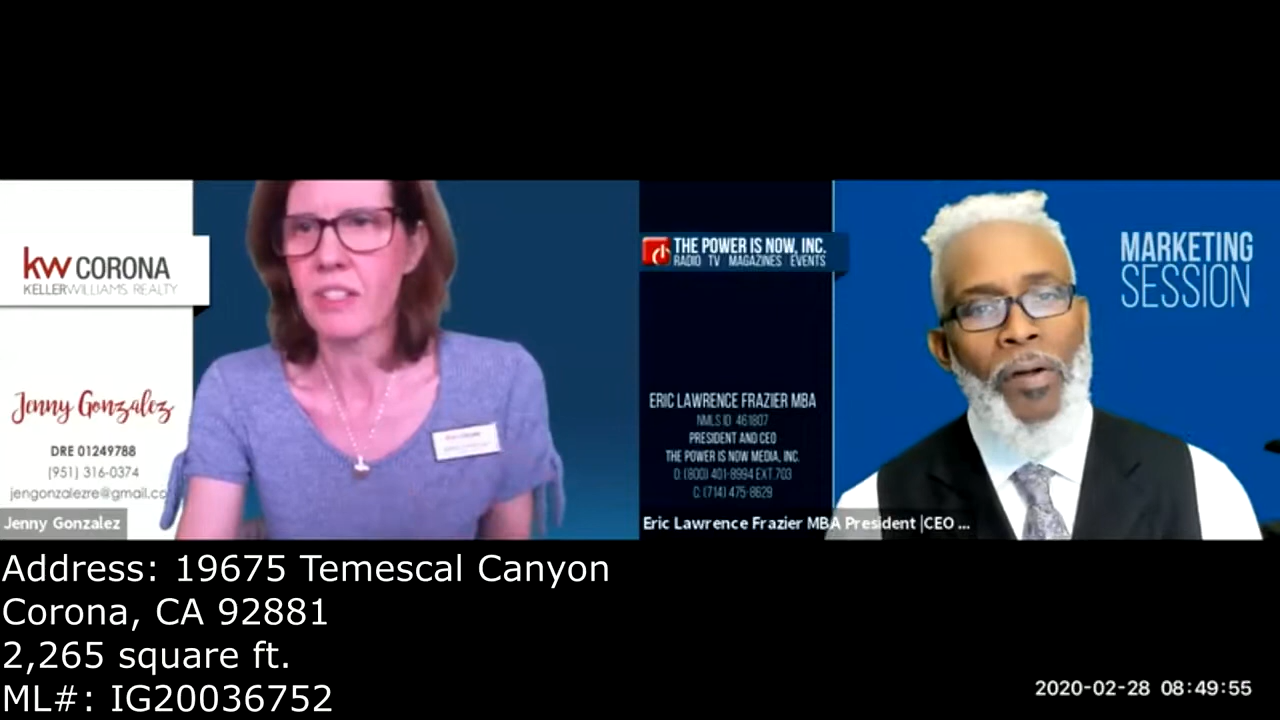 kw CORONA
KELLERWILLIAMS REALTY
Jenny Gonzalez
DRE 01249788
(951) 316-0374
jengonzalezre@gmail.co
Jenny Gonzalez
THE POWER IS NOW, INC.
RADIO TV MAGAZINES EVENTS
ERIC LAWRENCE FRAZIER MBA
NMLS ID 461807
PRESIDENT AND CEO
THE POWER IS NOW MEDIA, INC.
O: (800) 401-8994 EXT.703
C: (714) 475-8629
Eric Lawrence Frazier MBA President |CEO ...
MARKETING
SESSION
Address: 19675 Temescal Canyon
Corona, CA 92881
2,265 square ft.
ML#: IG20036752
2020-02-28 08:49:55